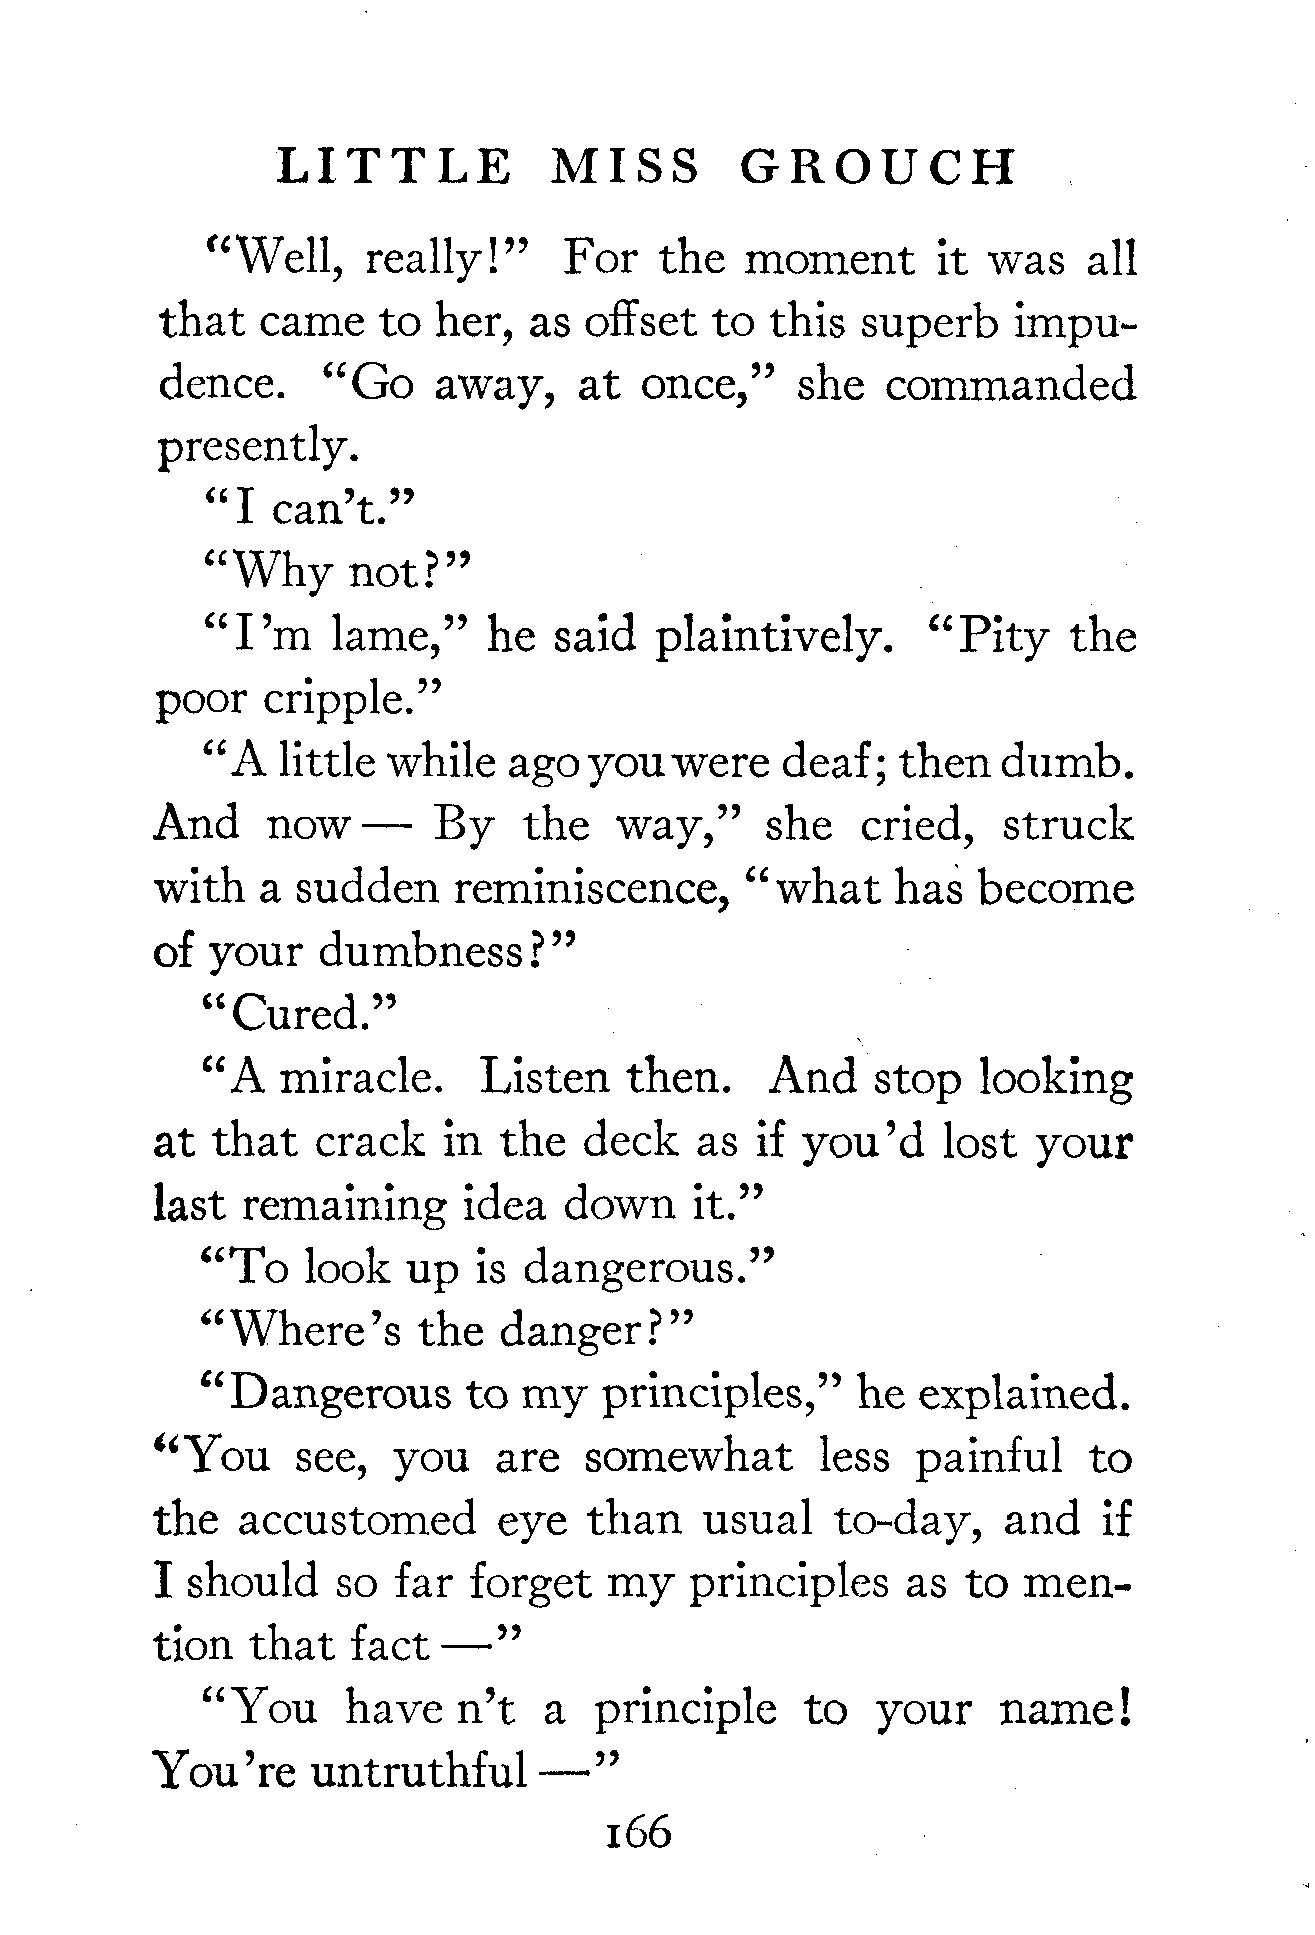 LITTLE MISS GROUCH
"Well, really!" For the moment it was all
that came to her, as offset to this superb impu-
dence. "Go away, at once," she commanded
presently.
"I can't."
"Why not?"
"I'm lame," he said plaintively. "Pity the
poor cripple."
"A little while ago you were deaf; then dumb.
And now — By the way," she cried, struck
with a sudden reminiscence, "what has become
of your dumbness?"
"Cured."
"A miracle. Listen then. And stop looking
at that crack in the deck as if you'd lost your
last remaining idea down it."
"To look up is dangerous."
"Where's the danger?"
"Dangerous to my principles," he explained.
"You see, you are somewhat less painful to
the accustomed eye than usual to-day, and if
I should so far forget my principles as to men-
tion that fact —"
"You have n't a principle to your name!
You're untruthful —"
166